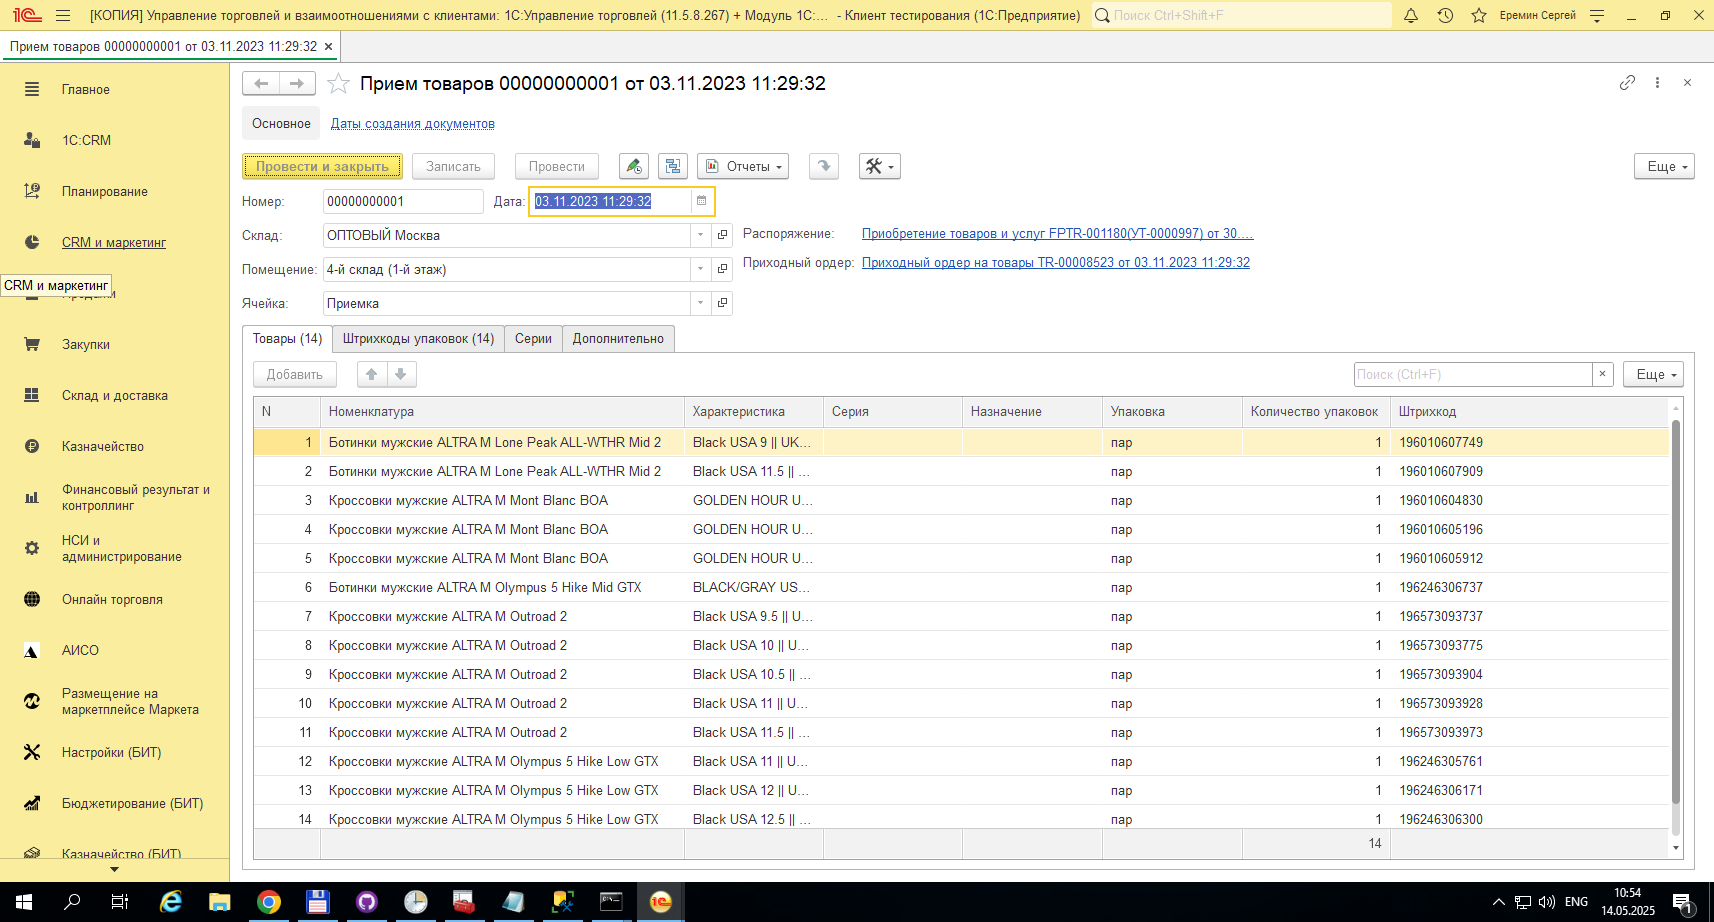 [КОПИЯ] Управление торговлей и взаимоотношениями с клиентами: 1С:Управление торговлей (11.5.8.267) + Модуль 1С:... - Клиент тестирования (1С:Предприятие)
Поиск Ctrl+Shift+F
Еремин Сергей
Прием товаров 00000000001 от 03.11.2023 11:29:32
Главное
1С:CRM
Планирование
CRM и маркетинг
CRM и маркетинг
Закупки
Склад и доставка
Казначейство
Финансовый результат и
контроллинг
НСИ и
администрирование
Онлайн торговля
АИСО
Размещение на
маркетплейсе Маркета
Настройки (БИТ)
Бюджетирование (БИТ)
Казначейство (БИТ)
Прием товаров 00000000001 от 03.11.2023 11:29:32
Основное Даты создания документов
Провести и закрыть Записать Провести Отчеты Еще
Номер: 00000000001 Дата: 03.11.2023 11:29:32
Склад: ОПТОВЫЙ Москва Распоряжение: Приобретение товаров и услуг FPTR-001180(УТ-0000997) от 30....
Помещение: 4-й склад (1-й этаж) Приходный ордер: Приходный ордер на товары TR-00008523 от 03.11.2023 11:29:32
Ячейка: Приемка
Товары (14) Штрихкоды упаковок (14) Серии Дополнительно
Добавить Поиск (Ctrl+F) Еще
N Номенклатура Характеристика Серия Назначение Упаковка Количество упаковок Штрихкод
1 Ботинки мужские ALTRA M Lone Peak ALL-WTHR Mid 2 Black USA 9 || UK... пар 1 196010607749
2 Ботинки мужские ALTRA M Lone Peak ALL-WTHR Mid 2 Black USA 11.5 || ... пар 1 196010607909
3 Кроссовки мужские ALTRA M Mont Blanc BOA GOLDEN HOUR U... пар 1 196010604830
4 Кроссовки мужские ALTRA M Mont Blanc BOA GOLDEN HOUR U... пар 1 196010605196
5 Кроссовки мужские ALTRA M Mont Blanc BOA GOLDEN HOUR U... пар 1 196010605912
6 Ботинки мужские ALTRA M Olympus 5 Hike Mid GTX BLACK/GRAY US... пар 1 196246306737
7 Кроссовки мужские ALTRA M Outroad 2 Black USA 9.5 || U... пар 1 196573093737
8 Кроссовки мужские ALTRA M Outroad 2 Black USA 10 || U... пар 1 196573093775
9 Кроссовки мужские ALTRA M Outroad 2 Black USA 10.5 || ... пар 1 196573093904
10 Кроссовки мужские ALTRA M Outroad 2 Black USA 11 || U... пар 1 196573093928
11 Кроссовки мужские ALTRA M Outroad 2 Black USA 11.5 || ... пар 1 196573093973
12 Кроссовки мужские ALTRA M Olympus 5 Hike Low GTX Black USA 11 || U... пар 1 196246305761
13 Кроссовки мужские ALTRA M Olympus 5 Hike Low GTX Black USA 12 || U... пар 1 196246306171
14 Кроссовки мужские ALTRA M Olympus 5 Hike Low GTX Black USA 12.5 || ... пар 1 196246306300
14
ENG
10:54
14.05.2025
1